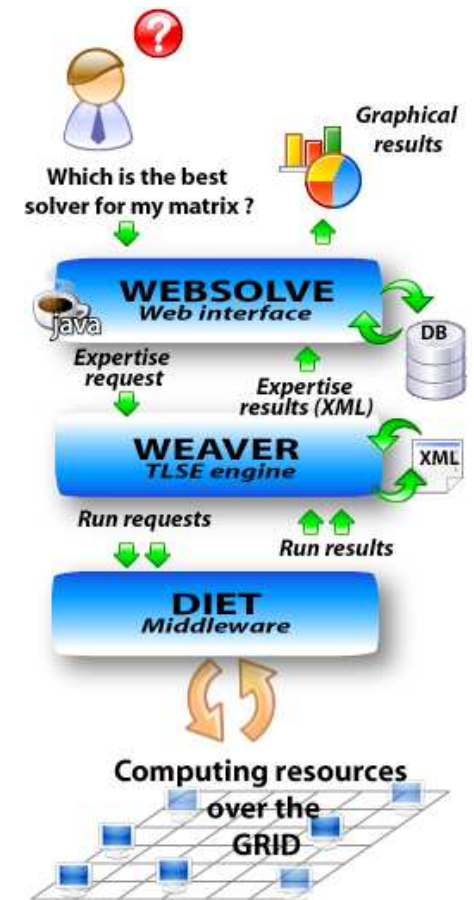 ?
Graphical
results
Which is the best
solver for my matrix ?
WEBSOLVE
Web interface
java
DB
Expertise
request
Expertise
results (XML)
WEAVER
TLSE engine
XML
Run requests
Run results
DIET
Middleware
Computing resources
over the
GRID